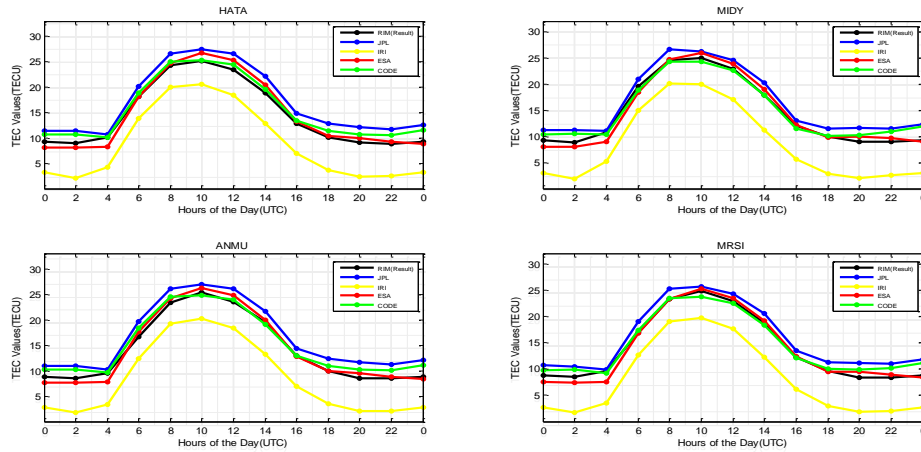 HATA
TEC Values(TECU)
30
25
20
15
10
5
0 2 4 6 8 10 12 14 16 18 20 22 0
Hours of the Day(UTC)
RIM(Result)
JPL
IRI
ESA
CODE
MIDY
TEC Values(TECU)
30
25
20
15
10
5
0 2 4 6 8 10 12 14 16 18 20 22 0
Hours of the Day(UTC)
RIM(Result)
JPL
IRI
ESA
CODE
ANMU
TEC Values(TECU)
30
25
20
15
10
5
0 2 4 6 8 10 12 14 16 18 20 22 0
Hours of the Day(UTC)
RIM(Result)
JPL
IRI
ESA
CODE
MRSI
TEC Values(TECU)
30
25
20
15
10
5
0 2 4 6 8 10 12 14 16 18 20 22 0
Hours of the Day(UTC)
RIM(Result)
JPL
IRI
ESA
CODE